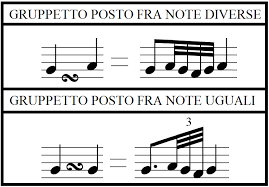 GRUPPETTO POSTO FRA NOTE DIVERSE
GRUPPETTO POSTO FRA NOTE UGUALI
3